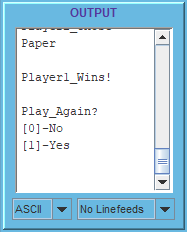 OUTPUT
Paper
Player1_Wins!
Play_Again?
[0]-No
[1]-Yes
ASCII
No Linefeeds